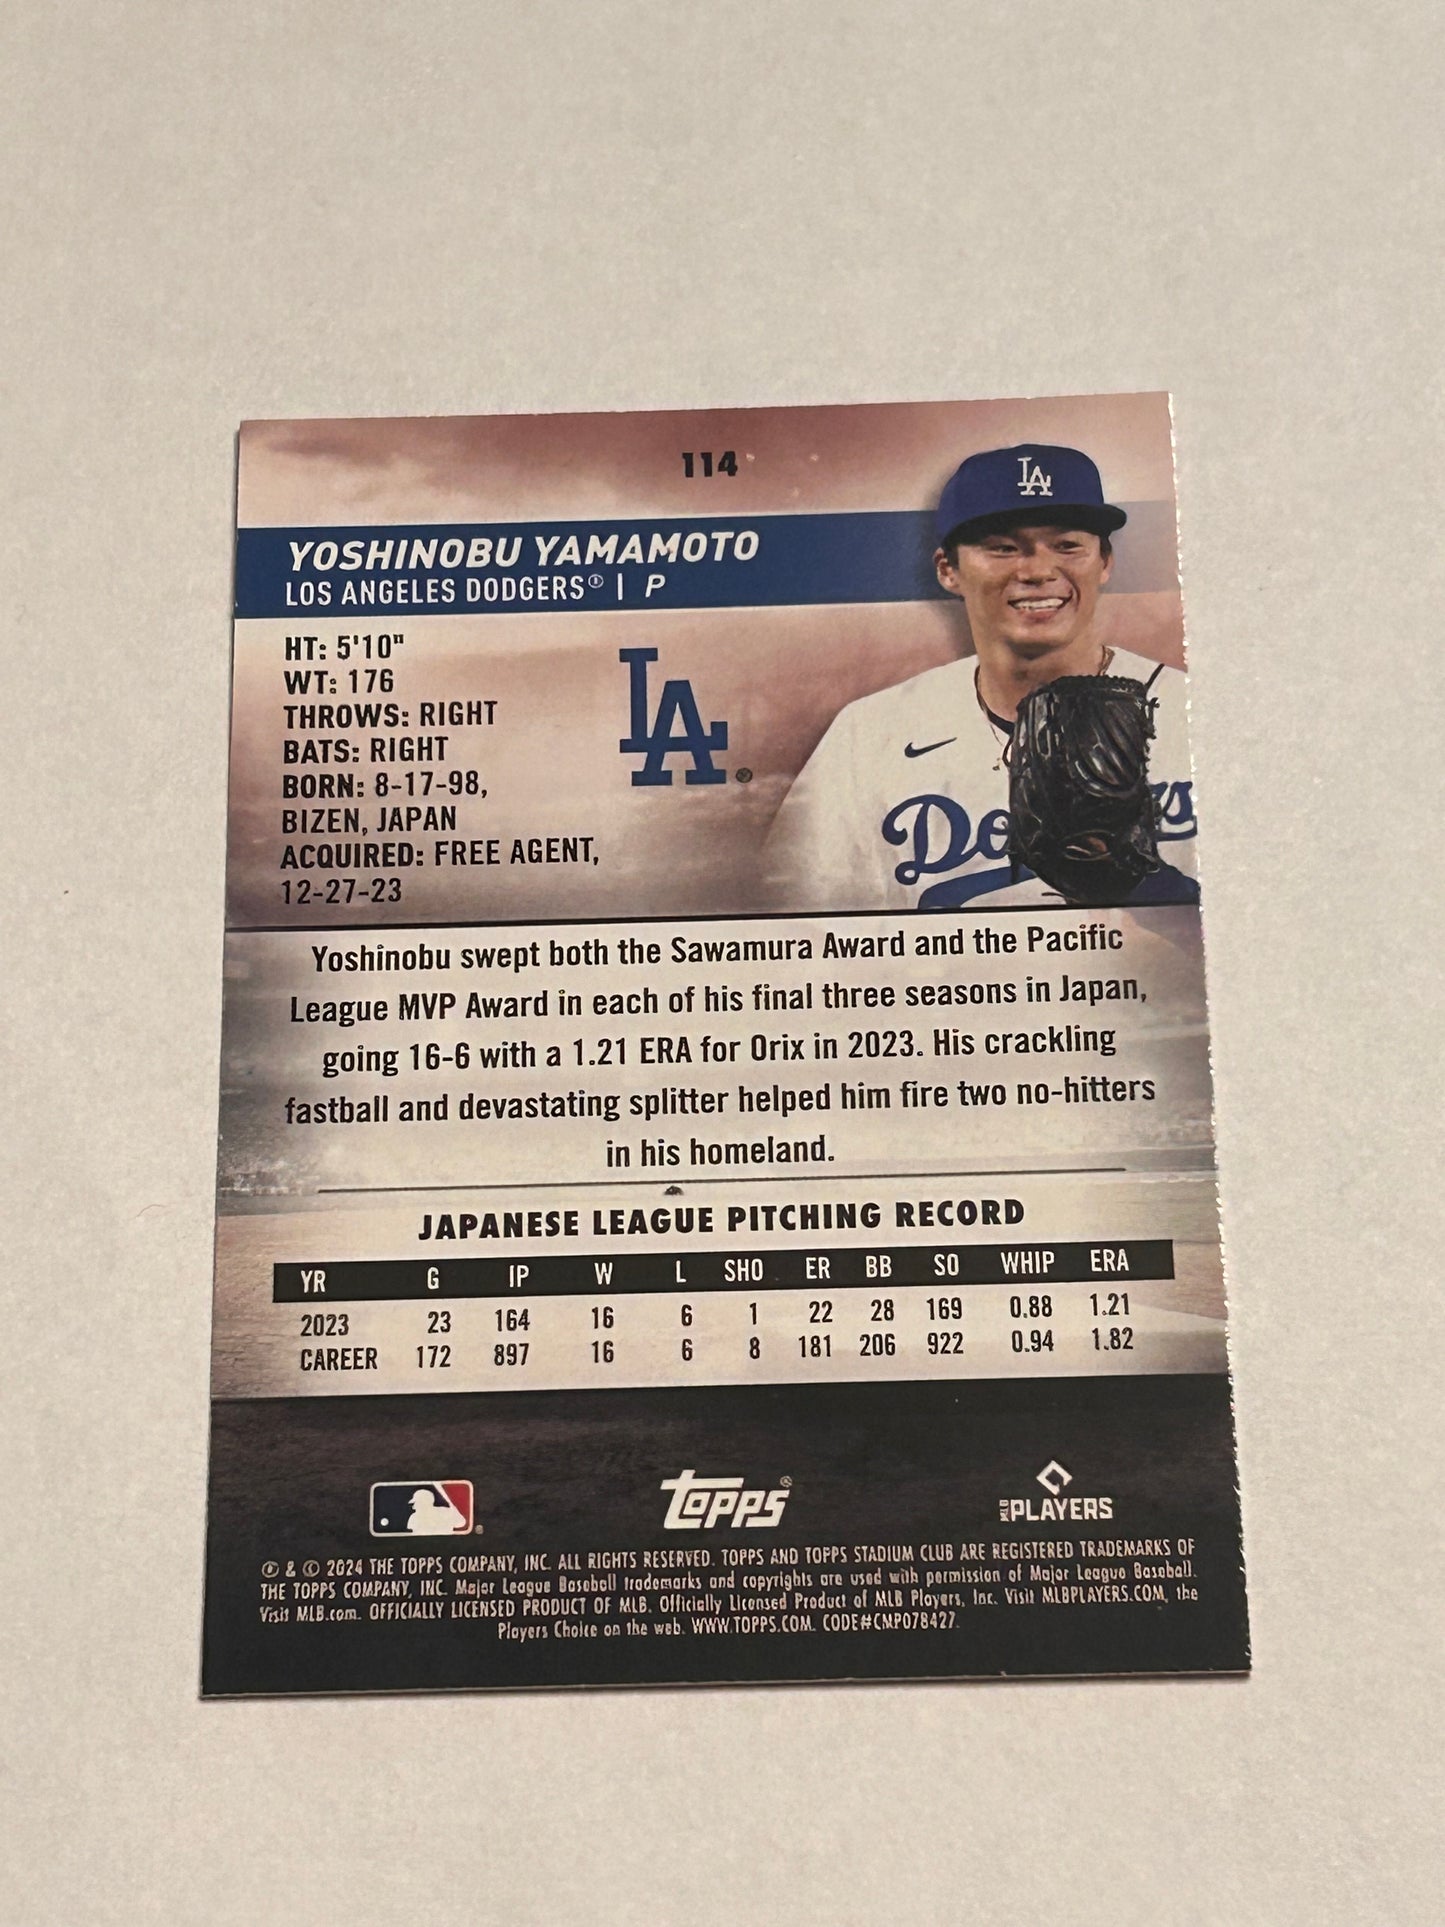 114
LA
YOSHINOBU YAMAMOTO
LOS ANGELES DODGERS® | P
HT: 5'10"
WT: 176
THROWS: RIGHT
BATS: RIGHT
BORN: 8-17-98,
BIZEN, JAPAN
ACQUIRED: FREE AGENT,
12-27-23
LA®
Yoshinobu swept both the Sawamura Award and the Pacific
League MVP Award in each of his final three seasons in Japan,
going 16-6 with a 1.21 ERA for Orix in 2023. His crackling
fastball and devastating splitter helped him fire two no-hitters
in his homeland.
JAPANESE LEAGUE PITCHING RECORD
YR G IP W L SHO ER BB SO WHIP ERA
2023 23 164 16 6 1 22 28 169 0.88 1.21
CAREER 172 897 16 6 8 181 206 922 0.94 1.82
topps®
MLB PLAYERS
® & © 2024 THE TOPPS COMPANY, INC. ALL RIGHTS RESERVED. TOPPS AND TOPPS STADIUM CLUB ARE REGISTERED TRADEMARKS OF
THE TOPPS COMPANY, INC. Major League Baseball trademarks and copyrights are used with permission of Major League Baseball.
Visit MLB.com. OFFICIALLY LICENSED PRODUCT OF MLB. Officially Licensed Product of MLB Players, Inc. Visit MLBPLAYERS.COM, the
Players Choice on the web. WWW.TOPPS.COM. CODE#CMP078427.